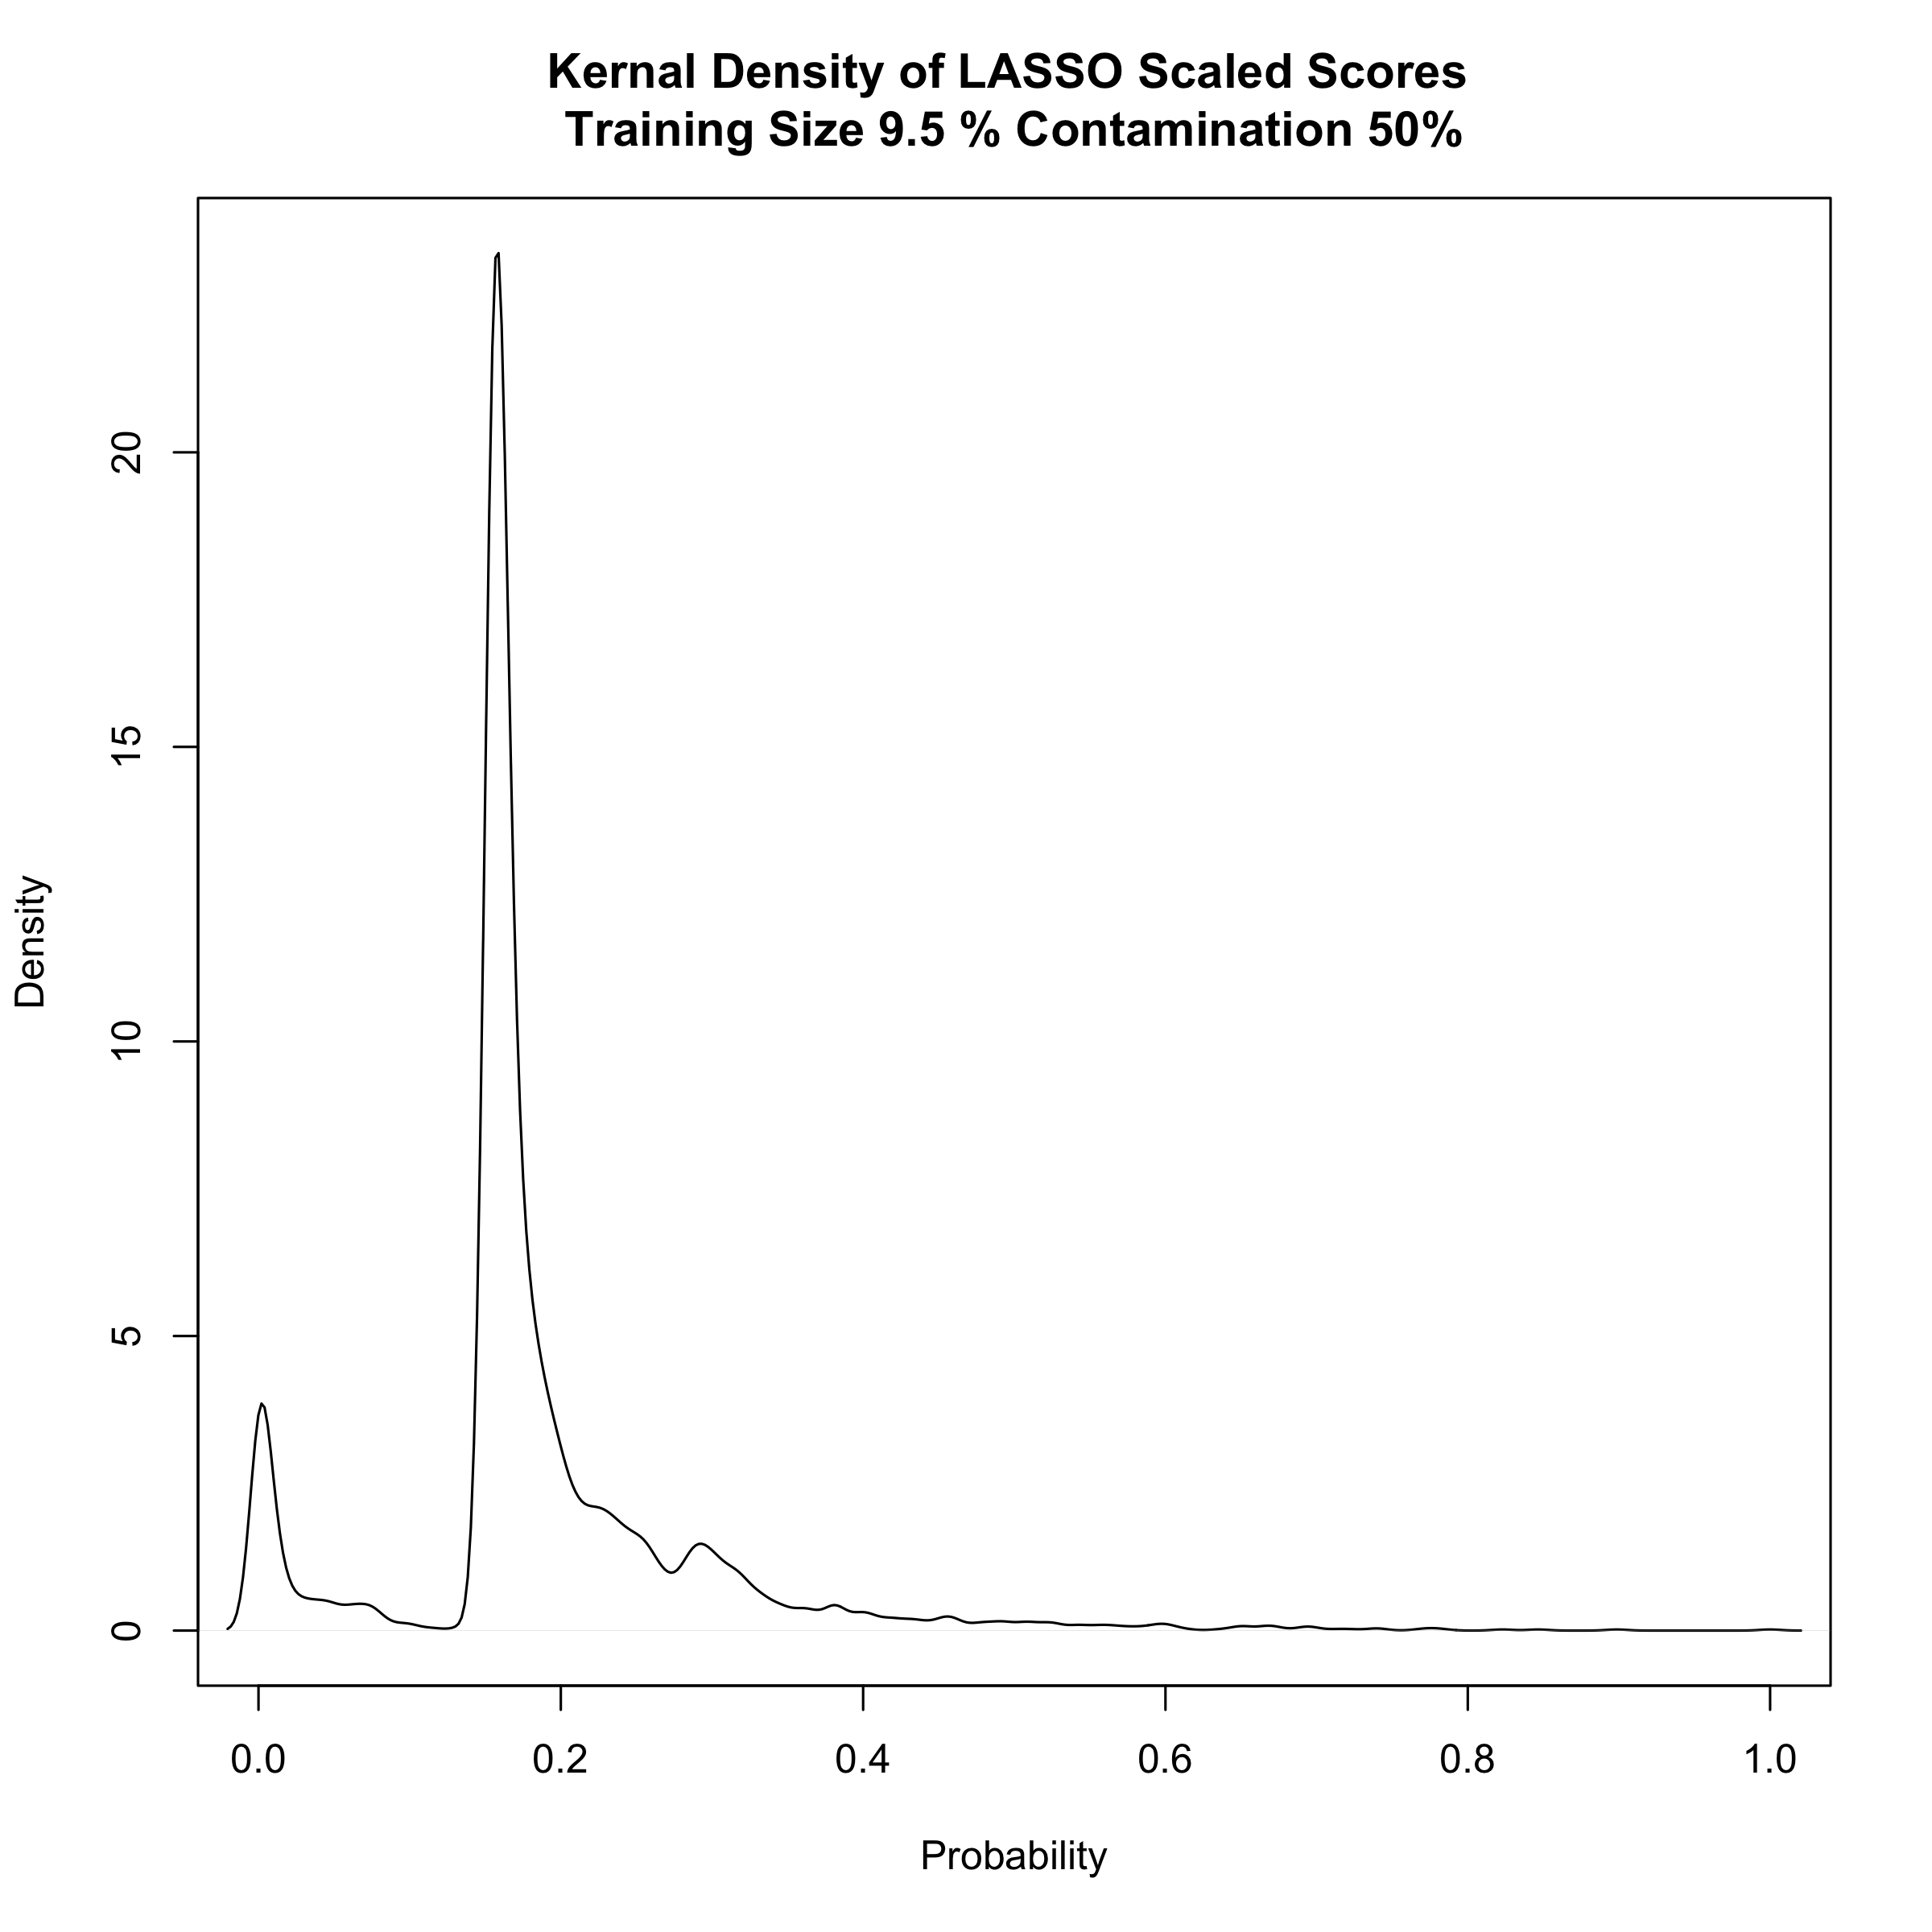 Kernal Density of LASSO Scaled Scores
Training Size 9.5 % Contamination 50%
Density
20
15
10
5
0
0.0 0.2 0.4 0.6 0.8 1.0
Probability